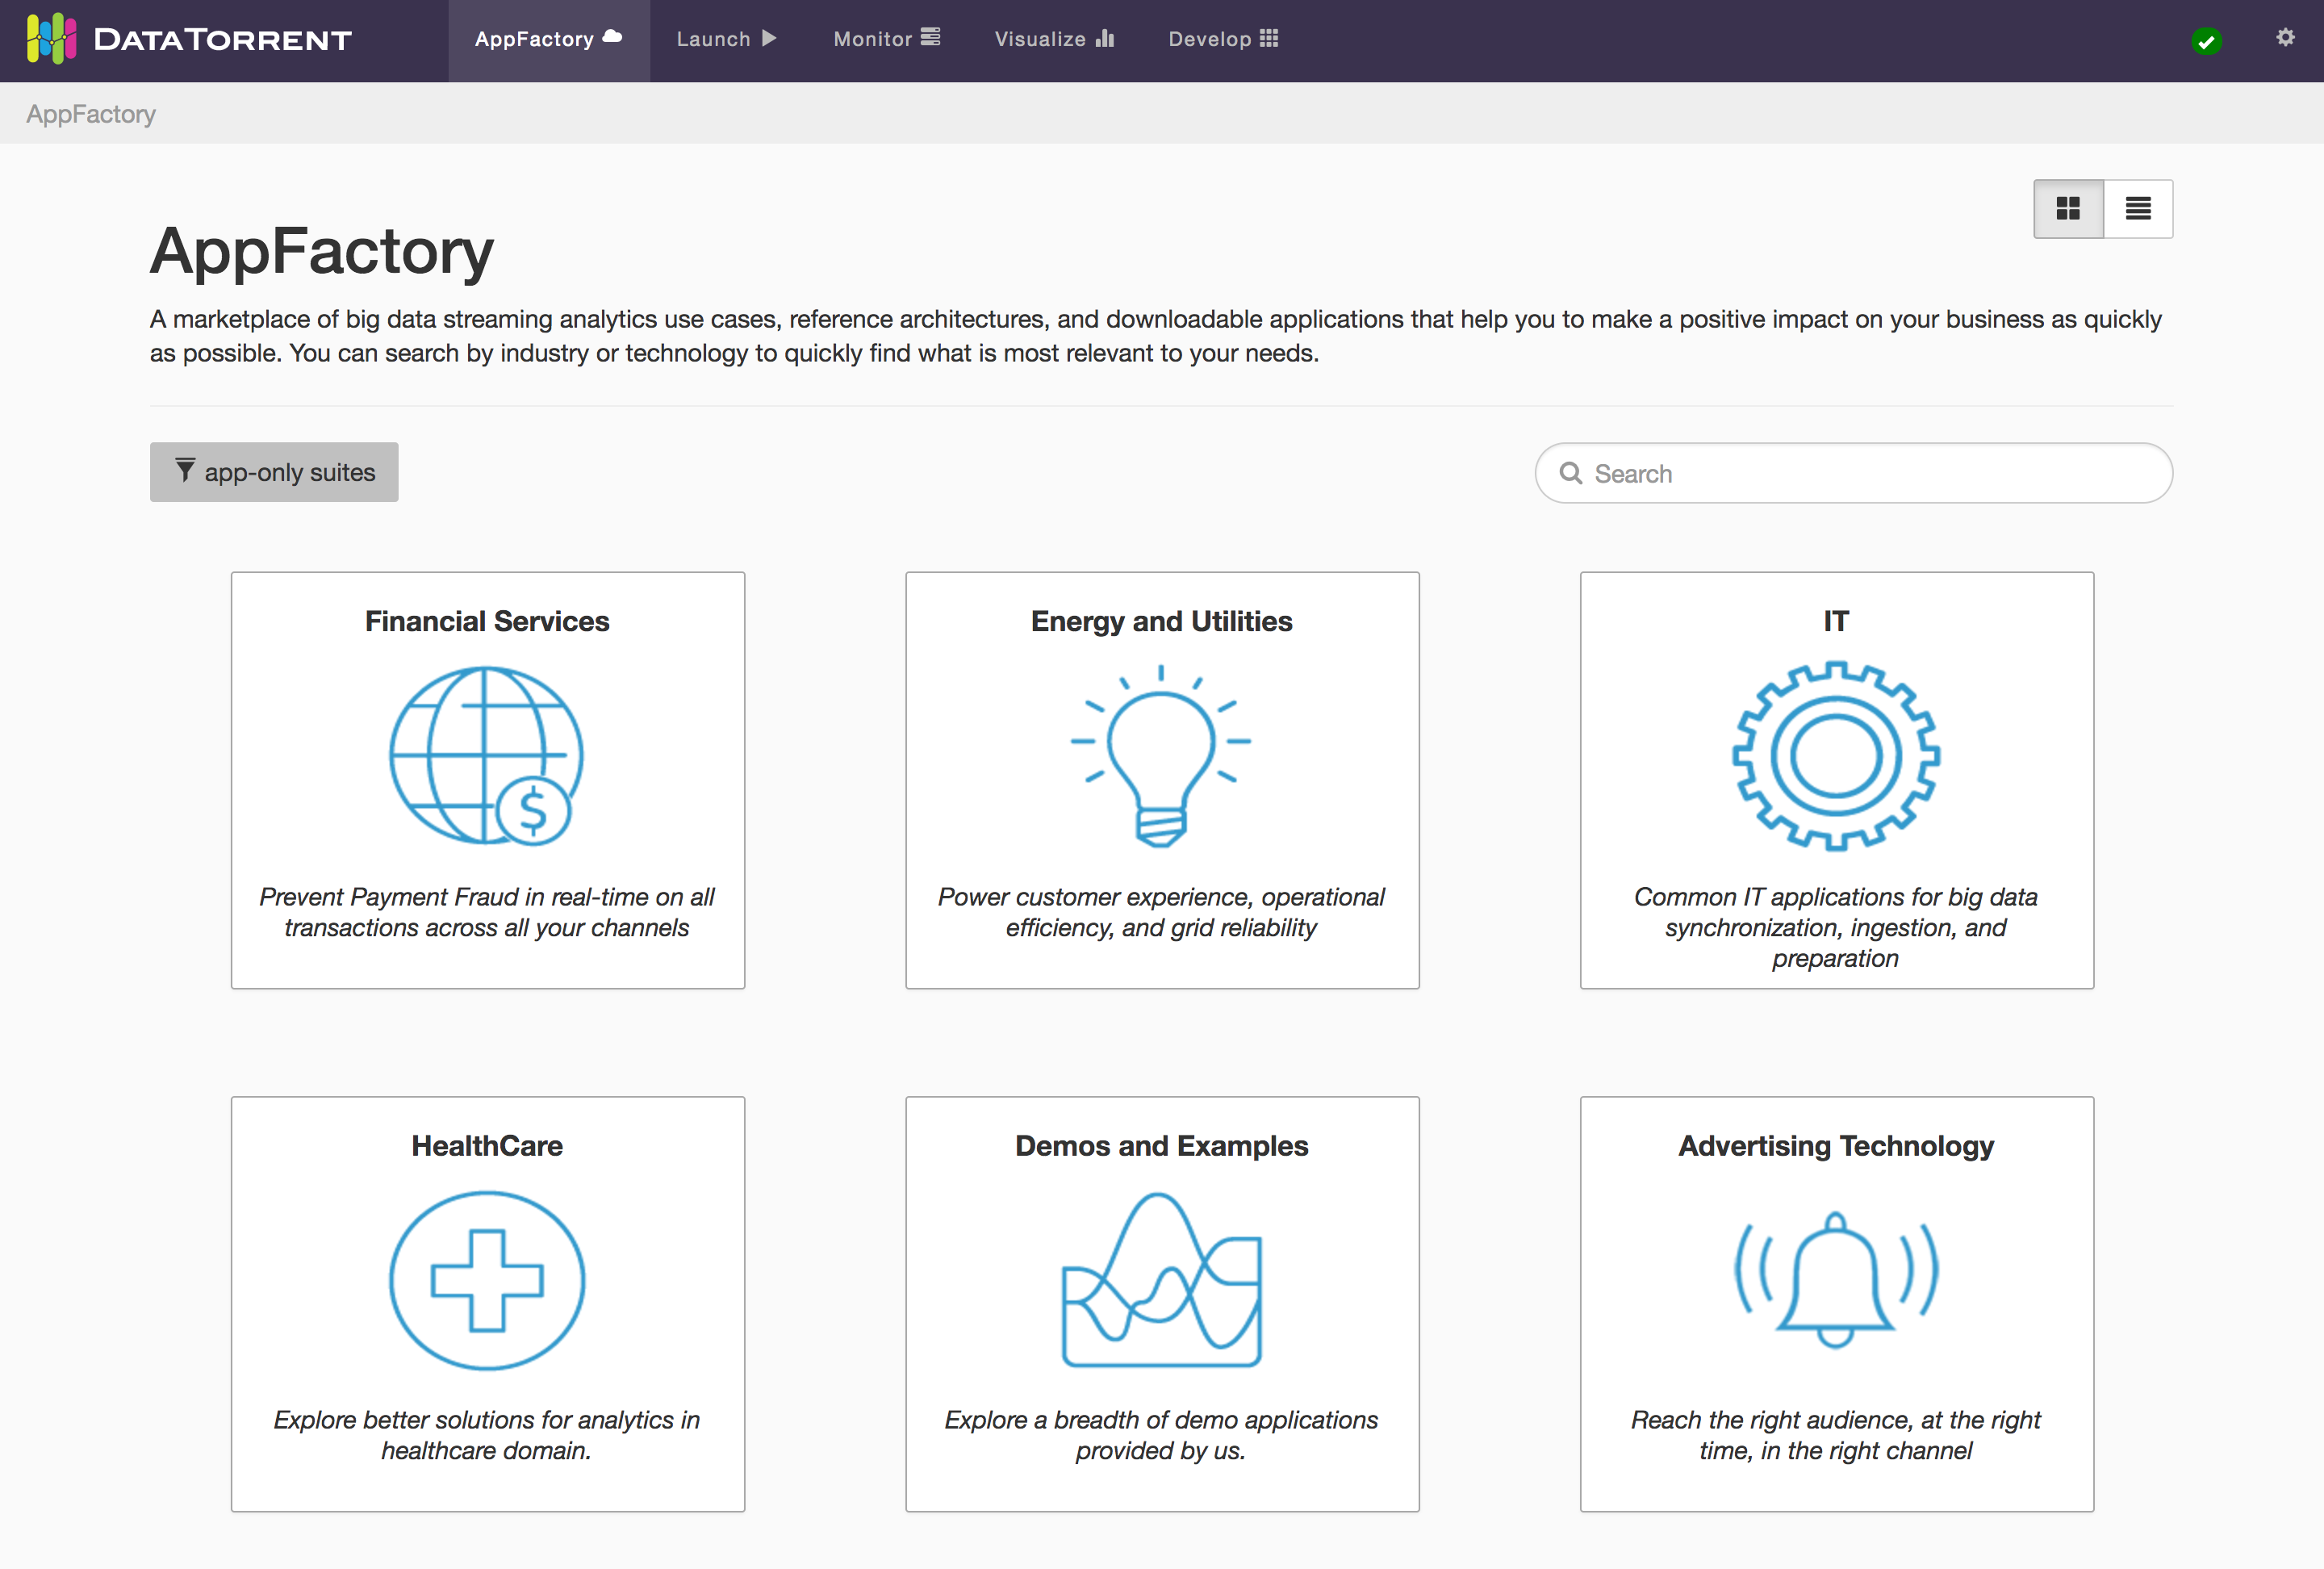 DATATORRENT
AppFactory
Launch
Monitor
Visualize
Develop
AppFactory
AppFactory
A marketplace of big data streaming analytics use cases, reference architectures, and downloadable applications that help you to make a positive impact on your business as quickly
as possible. You can search by industry or technology to quickly find what is most relevant to your needs.
app-only suites
Search
Financial Services
$
Prevent Payment Fraud in real-time on all
transactions across all your channels
Energy and Utilities
Power customer experience, operational
efficiency, and grid reliability
IT
Common IT applications for big data
synchronization, ingestion, and
preparation
HealthCare
Explore better solutions for analytics in
healthcare domain.
Demos and Examples
Explore a breadth of demo applications
provided by us.
Advertising Technology
Reach the right audience, at the right
time, in the right channel